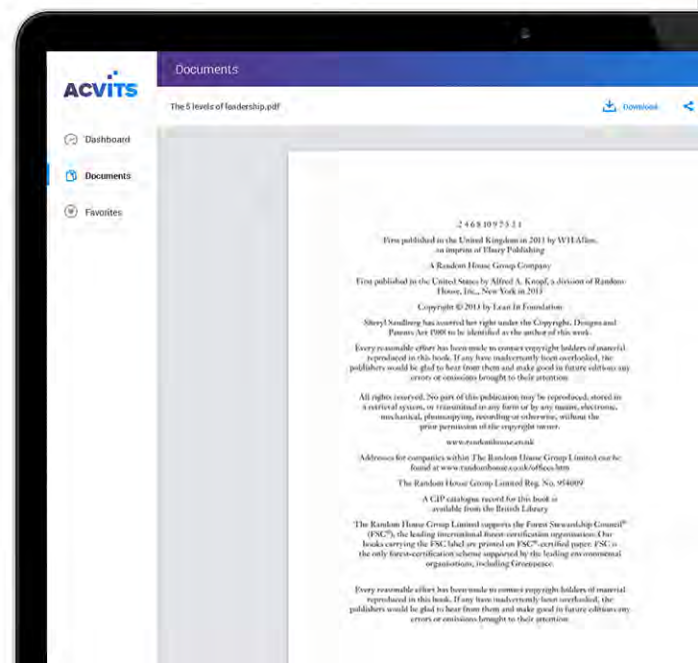 ACVITS
Documents
The 5 levels of leadership.pdf
Download
Dashboard
Documents
Favorites
2 4 6 8 10 9 7 5 3 1
First published in the United Kingdom in 2013 by WH Allen,
an imprint of Ebury Publishing
A Random House Group Company
First published in the United States by Alfred A. Knopf, a division of Random
House, Inc., New York in 2013
Copyright © 2013 by Lean In Foundation
Sheryl Sandberg has asserted her right under the Copyright, Designs and
Patents Act 1988 to be identified as the author of this work
Every reasonable effort has been made to contact copyright holders of material
reproduced in this book. If any have inadvertently been overlooked, the
publishers would be glad to hear from them and make good in future editions any
errors or omissions brought to their attention.
All rights reserved. No part of this publication may be reproduced, stored in
a retrieval system, or transmitted in any form or by any means, electronic,
mechanical, photocopying, recording or otherwise, without the
prior permission of the copyright owner.
www.randomhouse.co.uk
Addresses for companies within The Random House Group Limited can be
found at www.randomhouse.co.uk/offices.htm
The Random House Group Limited Reg. No. 954009
A CIP catalogue record for this book is
available from the British Library
The Random House Group Limited supports the Forest Stewardship Council®
(FSC®), the leading international forest-certification organisation. Our
books carrying the FSC label are printed on FSC®-certified paper. FSC is
the only forest-certification scheme supported by the leading environmental
organisations, including Greenpeace.
Every reasonable effort has been made to contact copyright holders of material
reproduced in this book. If any have inadvertently been overlooked, the
publishers would be glad to hear from them and make good in future editions any
errors or omissions brought to their attention.